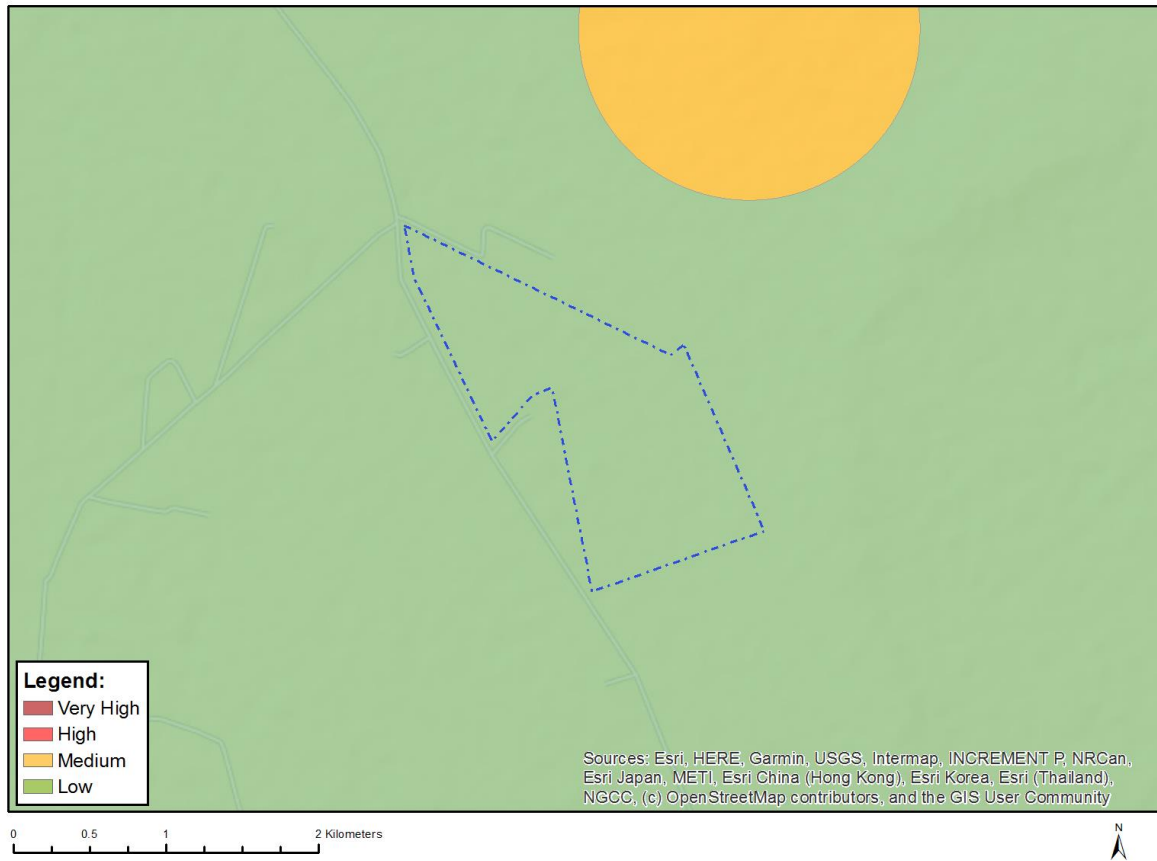 Legend:
Very High
High
Medium
Low
Sources: Esri, HERE, Garmin, USGS, Intermap, INCREMENT P, NRCan,
Esri Japan, METI, Esri China (Hong Kong), Esri Korea, Esri (Thailand),
NGCC, (c) OpenStreetMap contributors, and the GIS User Community
0 0.5 1 2 Kilometers
N